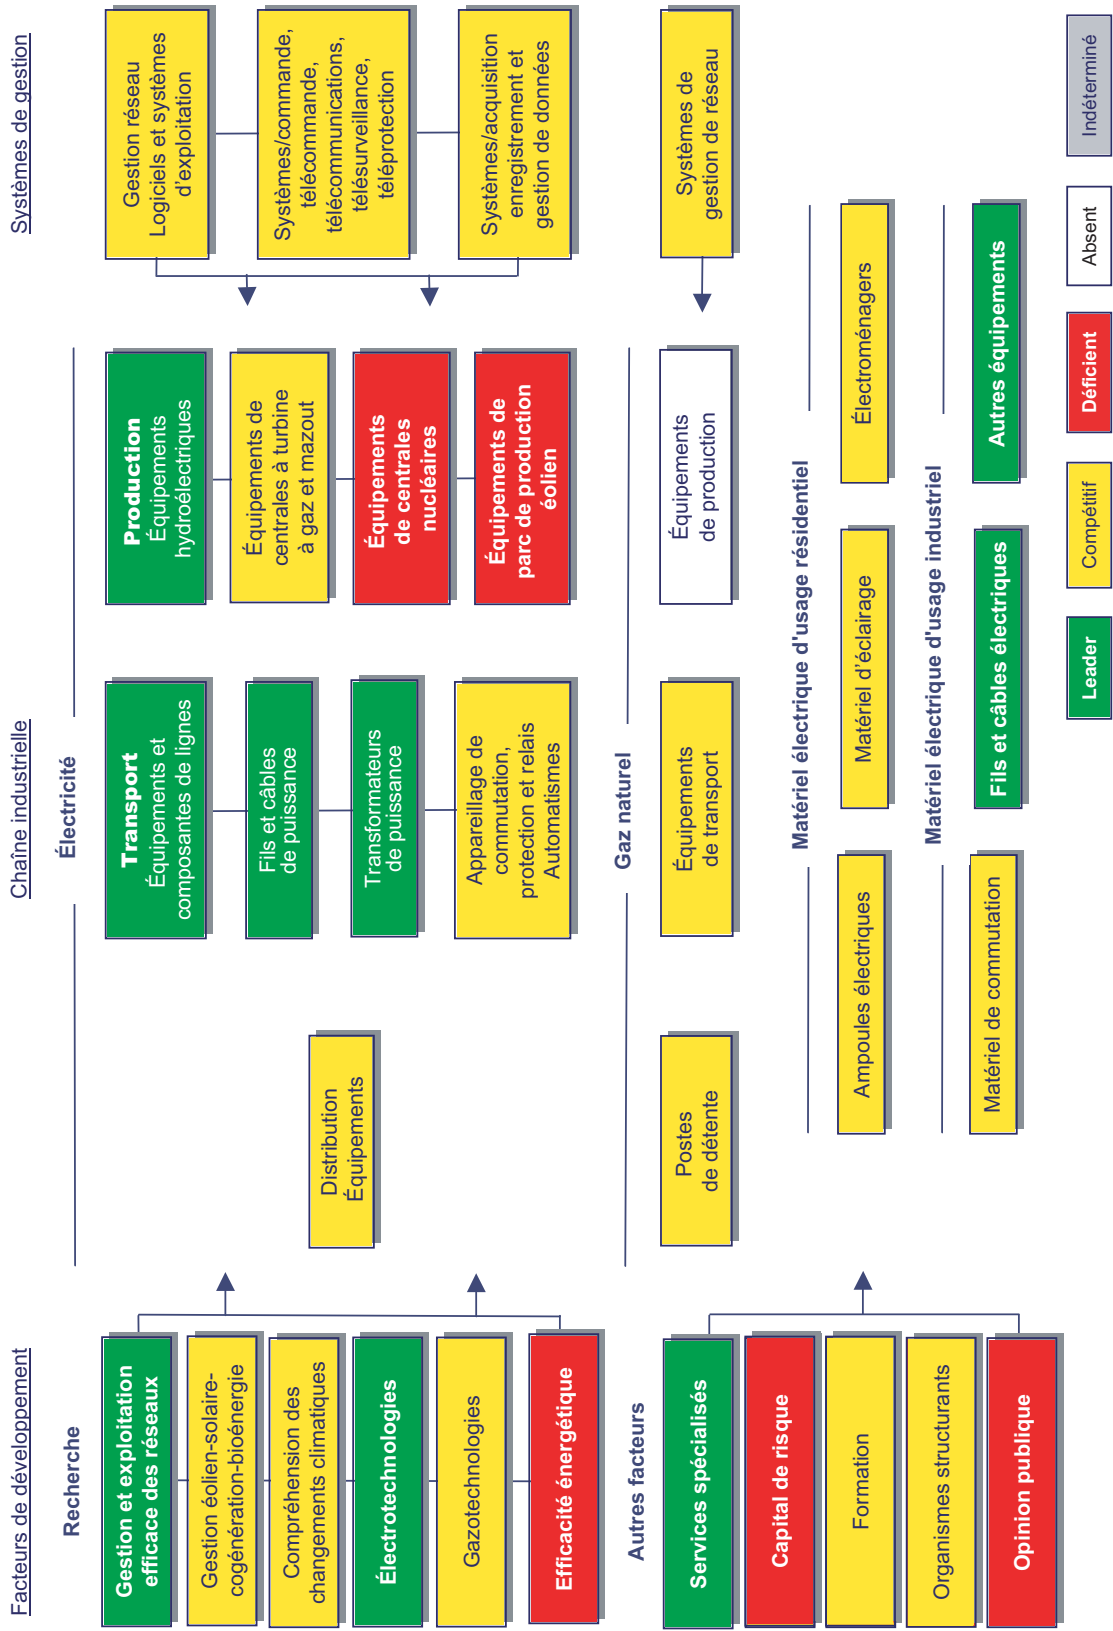 Facteurs de développement
Chaîne industrielle
Systèmes de gestion
Recherche
Gestion et exploitation
efficace des réseaux
Gestion éolien-solaire-
cogénération-bioénergie
Compréhension des
changements climatiques
Électrotechnologies
Gazotechnologies
Efficacité énergétique
Autres facteurs
Services spécialisés
Capital de risque
Formation
Organismes structurants
Opinion publique
Électricité
Distribution
Équipements
Transport
Équipements et
composantes de lignes
Fils et câbles
de puissance
Transformateurs
de puissance
Appareillage de
commutation,
protection et relais
Automatismes
Production
Équipements
hydroélectriques
Équipements de
centrales à turbine
à gaz et mazout
Équipements
de centrales
nucléaires
Équipements de
parc de production
éolien
Gestion réseau
Logiciels et systèmes
d'exploitation
Systèmes/commande,
télécommande,
télécommunications,
télésurveillance,
téléprotection
Systèmes/acquisition
enregistrement et
gestion de données
Gaz naturel
Postes
de détente
Équipements
de transport
Équipements
de production
Systèmes de
gestion de réseau
Matériel électrique d'usage résidentiel
Ampoules électriques
Matériel d'éclairage
Électroménagers
Matériel électrique d'usage industriel
Matériel de commutation
Fils et câbles électriques
Autres équipements
Leader
Compétitif
Déficient
Absent
Indéterminé